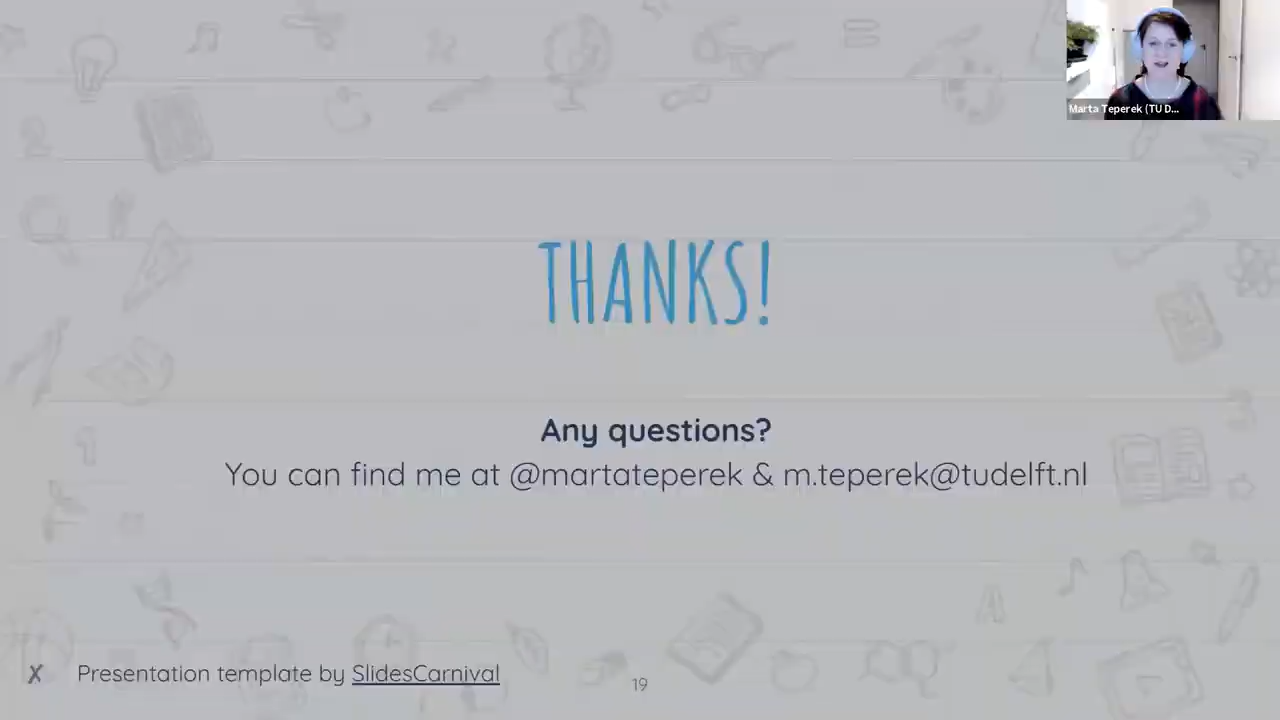 Marta Teperek (TU D...
THANKS!
Any questions?
You can find me at @martateperek & m.teperek@tudelft.nl
✗ Presentation template by SlidesCarnival
19